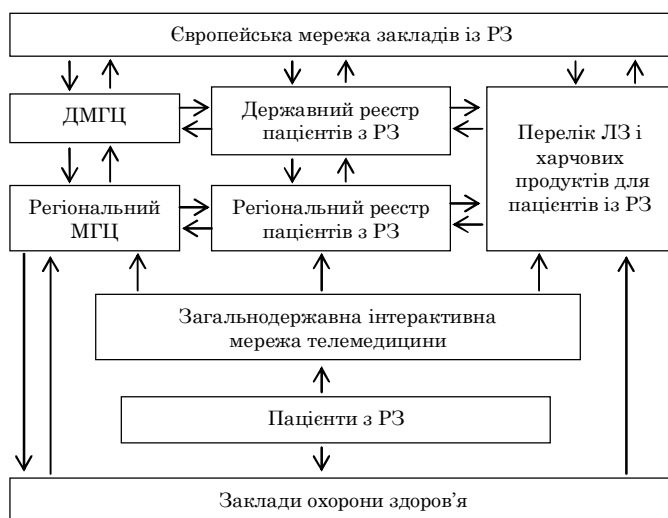 Європейська мережа закладів із РЗ
ДМГЦ
Державний реєстр
пацієнтів з РЗ
Перелік ЛЗ і
харчових
продуктів для
пацієнтів із РЗ
Регіональний
МГЦ
Регіональний реєстр
пацієнтів з РЗ
Загальнодержавна інтерактивна
мережа телемедицини
Пацієнти з РЗ
Заклади охорони здоров’я